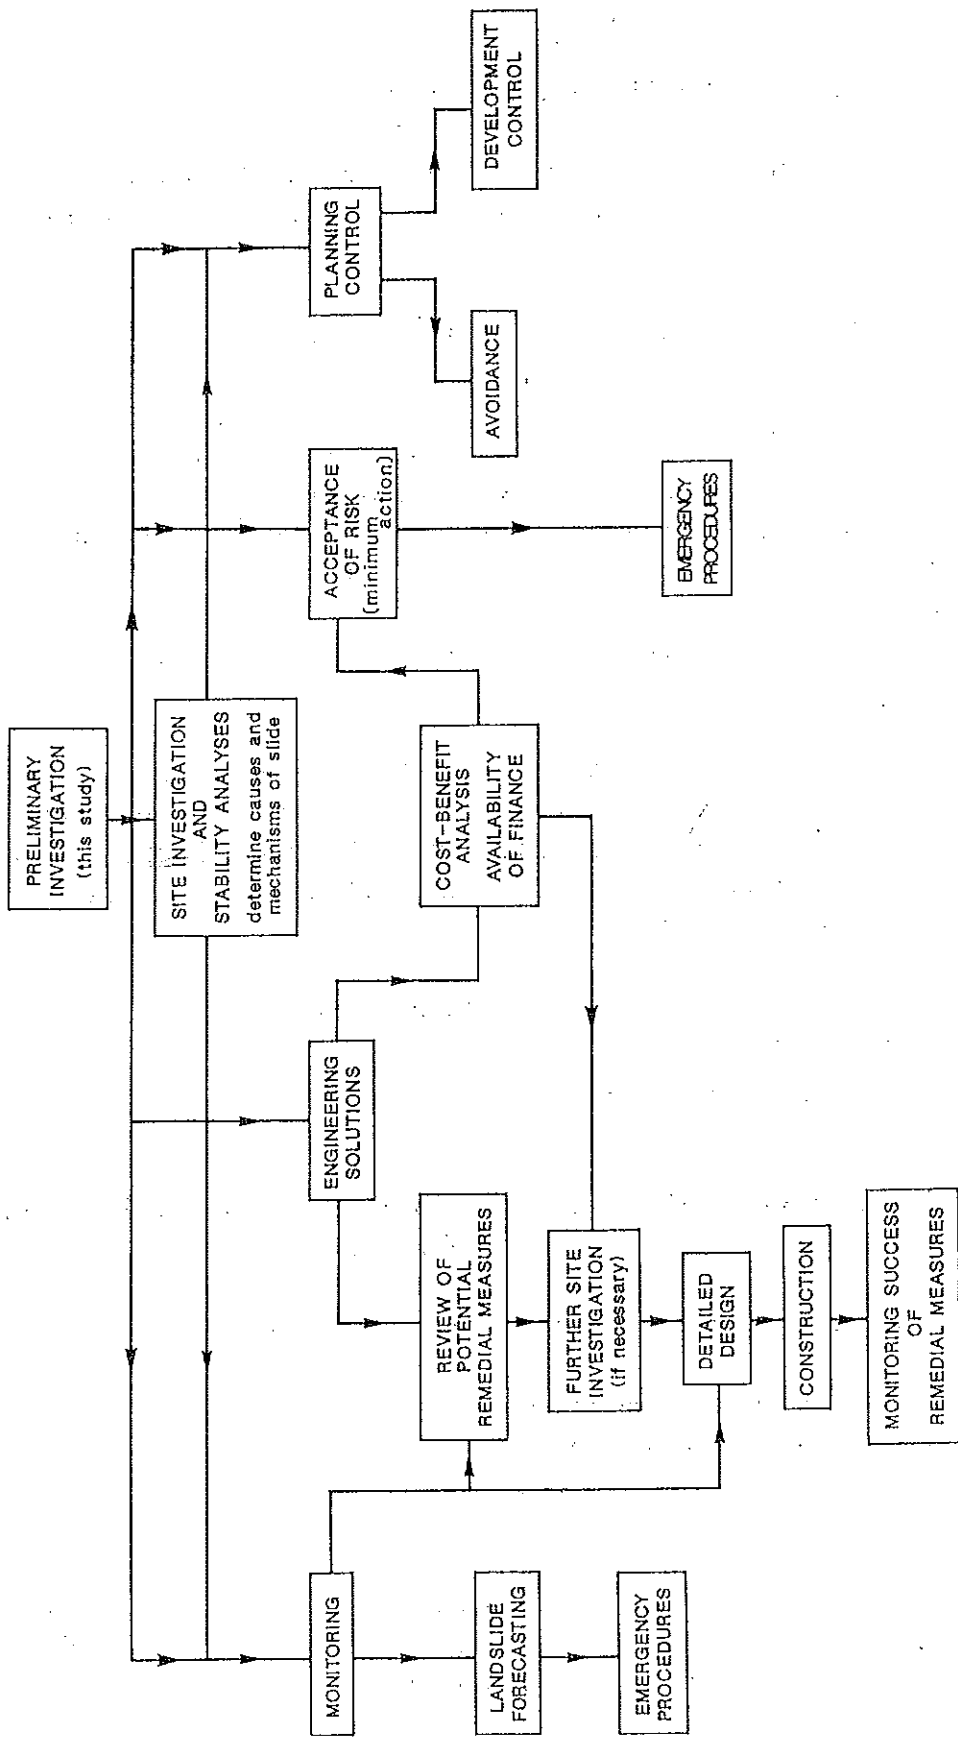 PRELIMINARY
INVESTIGATION
(this study)
SITE INVESTIGATION
AND
STABILITY ANALYSES
determine causes and
mechanisms of slide
MONITORING
ENGINEERING
SOLUTIONS
ACCEPTANCE
OF RISK
(minimum
action)
PLANNING
CONTROL
LANDSLIDE
FORECASTING
REVIEW OF
POTENTIAL
REMEDIAL MEASURES
COST-BENEFIT
ANALYSIS
AVAILABILITY
OF FINANCE
AVOIDANCE
DEVELOPMENT
CONTROL
EMERGENCY
PROCEDURES
FURTHER SITE
INVESTIGATION
(if necessary)
EMERGENCY
PROCEDURES
DETAILED
DESIGN
CONSTRUCTION
MONITORING SUCCESS
OF
REMEDIAL MEASURES